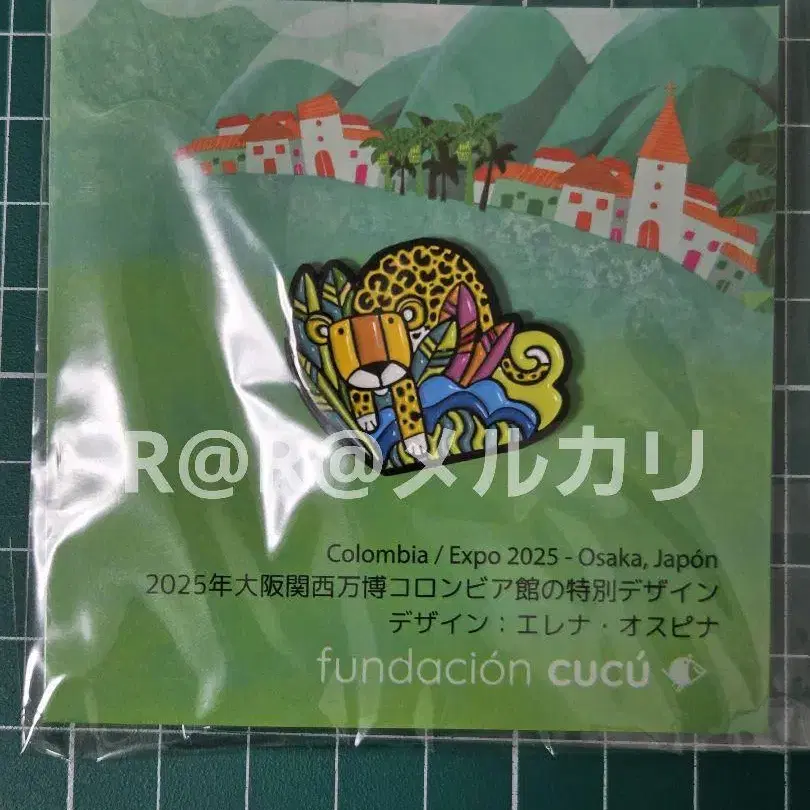 R@R@メルカリ
Colombia / Expo 2025 - Osaka, Japón
2025年大阪関西万博コロンビア館の特別デザイン
デザイン：エレナ・オスピナ
fundación cucú